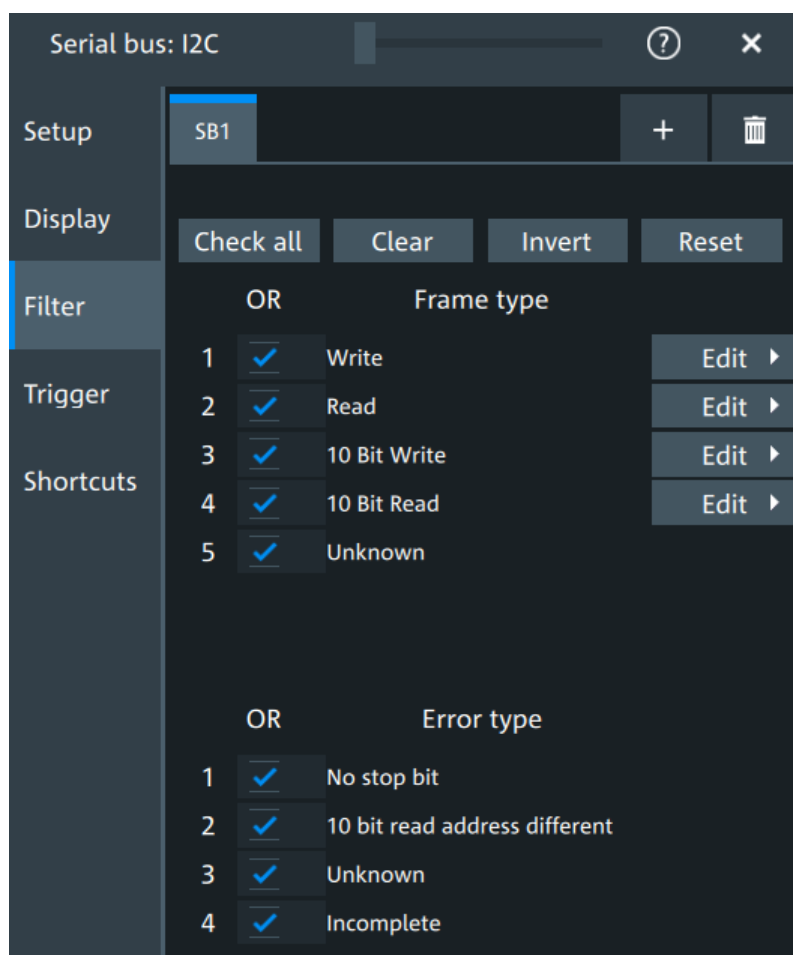 Serial bus: I2C ?
Setup
SB1 +
Display
Check all Clear Invert Reset
Filter
OR Frame type
1 Write Edit
Trigger
2 Read Edit
3 10 Bit Write Edit
Shortcuts
4 10 Bit Read Edit
5 Unknown
OR Error type
1 No stop bit
2 10 bit read address different
3 Unknown
4 Incomplete